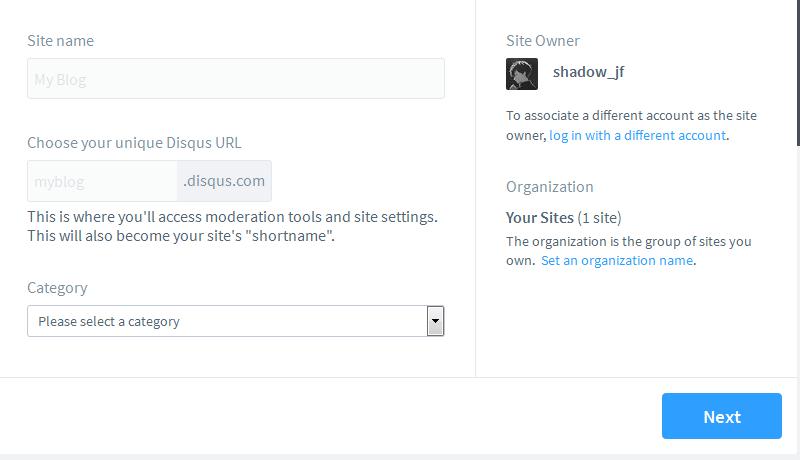 Site name
My Blog
Choose your unique Disqus URL
myblog .disqus.com
This is where you'll access moderation tools and site settings.
This will also become your site's "shortname".
Category
Please select a category
Site Owner
shadow_jf
To associate a different account as the site
owner, log in with a different account.
Organization
Your Sites (1 site)
The organization is the group of sites you
own. Set an organization name.
Next